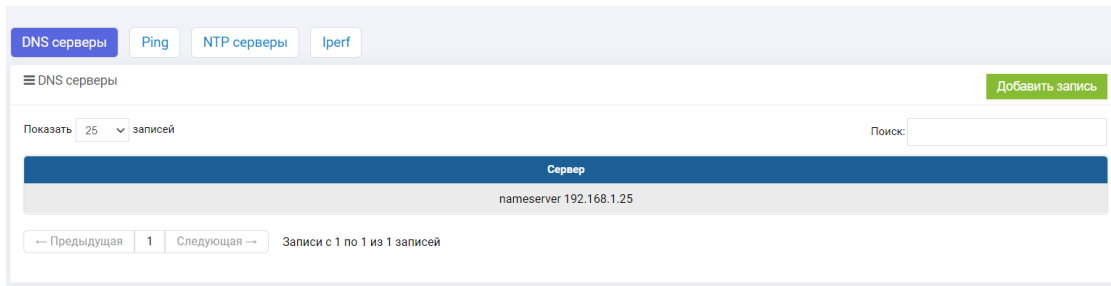 DNS серверы Ping NTP серверы Iperf
DNS серверы
Добавить запись
Показать 25 записей
Поиск:
Сервер
nameserver 192.168.1.25
← Предыдущая 1 Следующая → Записи с 1 по 1 из 1 записей